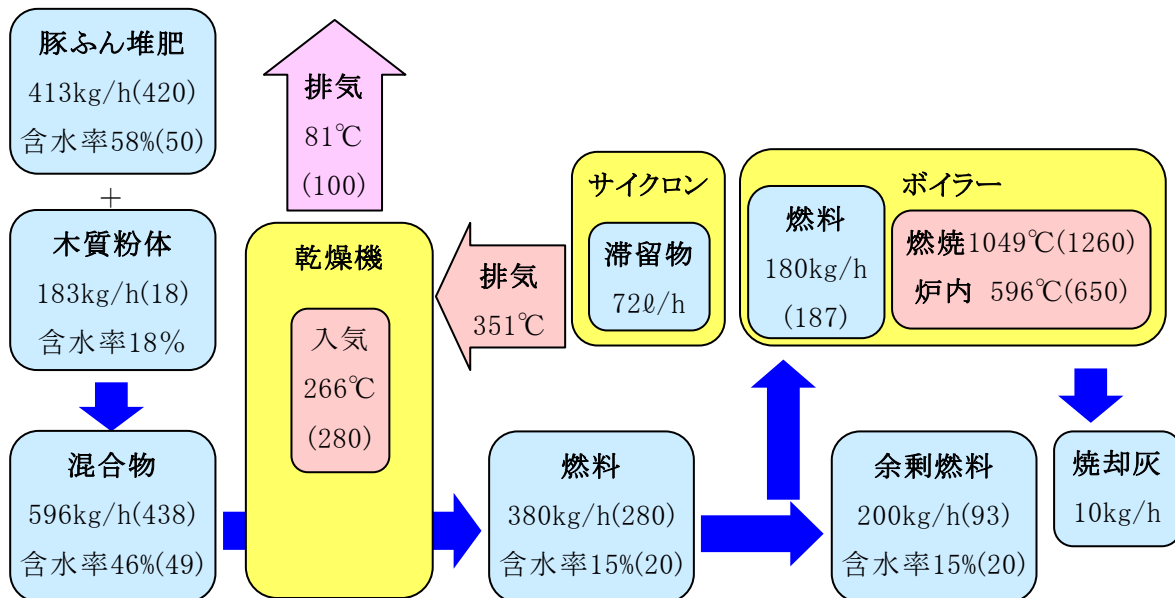 豚ふん堆肥
413kg/h(420)
含水率58%(50)
+
木質粉体
183kg/h(18)
含水率18%
混合物
596kg/h(438)
含水率46%(49)
排気
81℃
(100)
乾燥機
入気
266℃
(280)
排気
351℃
サイクロン
滞留物
72ℓ/h
ボイラー
燃料
180kg/h
(187)
燃焼1049℃(1260)
炉内 596℃(650)
燃料
380kg/h(280)
含水率15%(20)
余剰燃料
200kg/h(93)
含水率15%(20)
焼却灰
10kg/h